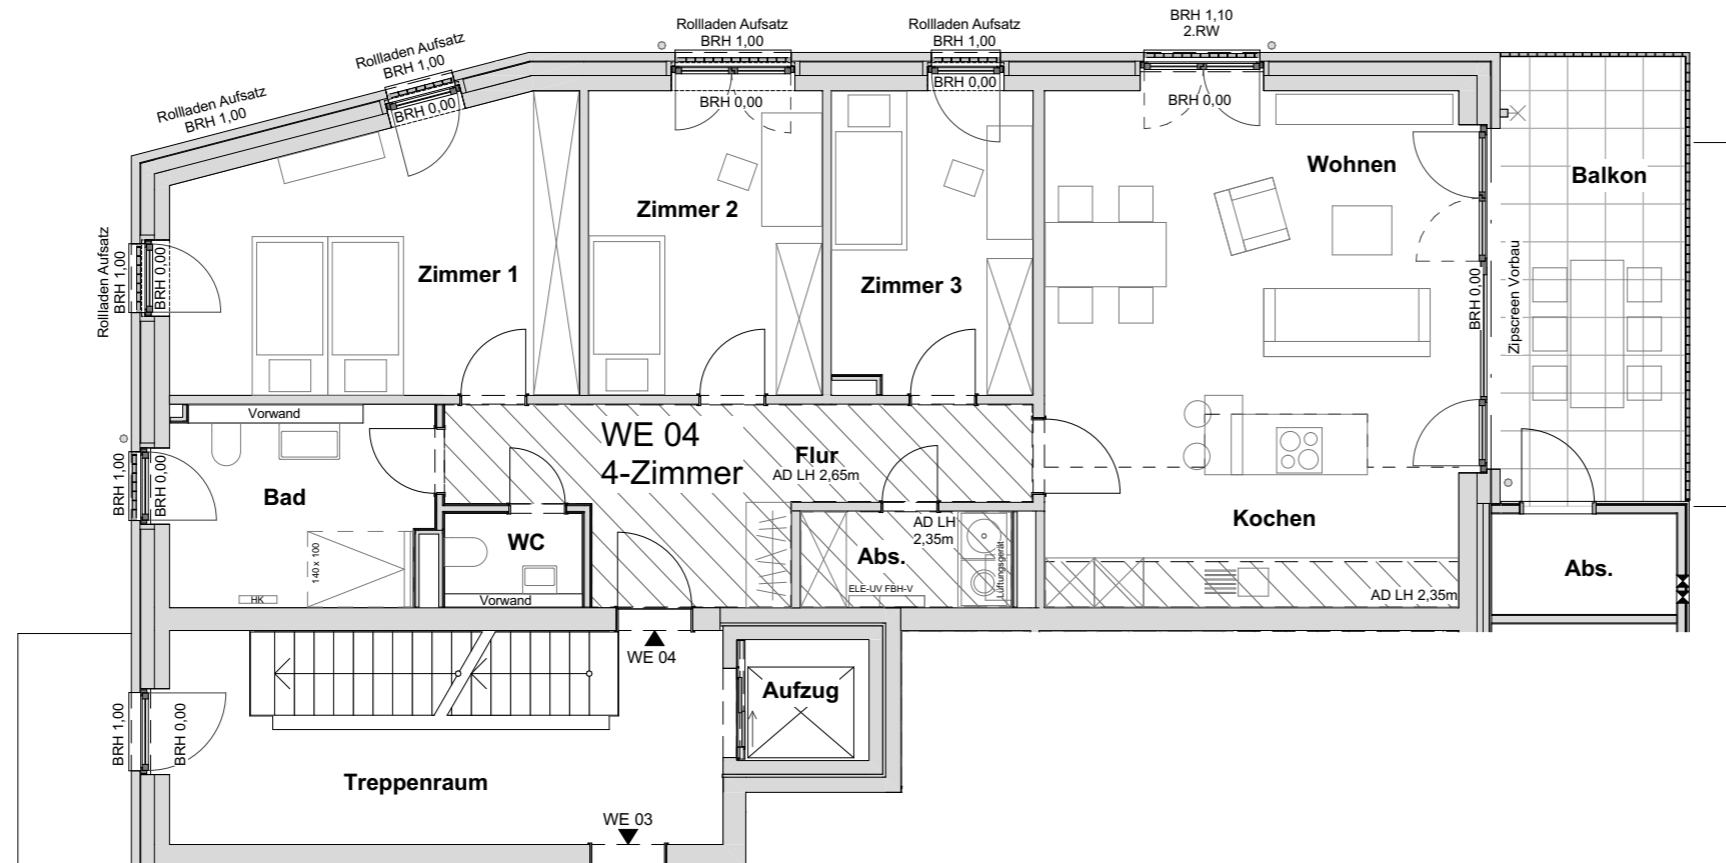 Rollladen Aufsatz
BRH 1,00
BRH 0,00
Rollladen Aufsatz
BRH 1,00
Rollladen Aufsatz
BRH 1,00
BRH 0,00
Rollladen Aufsatz
BRH 1,00
BRH 0,00
BRH 1,10
2.RW
BRH 0,00
Rollladen Aufsatz
BRH 1,00
BRH 0,00
Zimmer 1
Zimmer 2
Zimmer 3
Wohnen
Balkon
BRH 0,00
Zipscreen Vorbau
Vorwand
BRH 1,00
BRH 0,00
Bad
140 x 100
HK
WE 04
4-Zimmer
Flur
AD LH 2,65m
WC
Vorwand
Abs.
AD LH
2,35m
ELE-UV FBH-V
Lüftungsgerät
Kochen
AD LH 2,35m
Abs.
WE 04
Aufzug
BRH 1,00
BRH 0,00
Treppenraum
WE 03